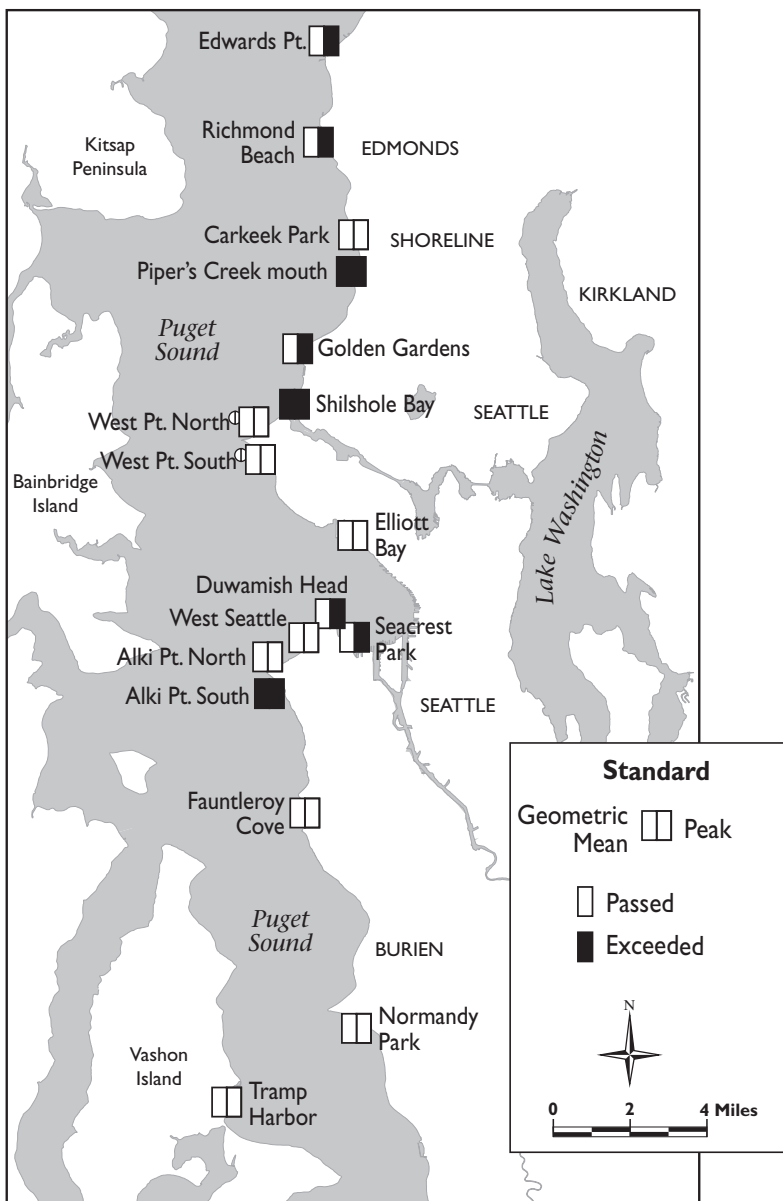 Edwards Pt.
Richmond
Beach
EDMONDS
Kitsap
Peninsula
Carkeek Park
SHORELINE
Piper's Creek mouth
KIRKLAND
Puget
Sound
Golden Gardens
Shilshole Bay
SEATTLE
West Pt. North
West Pt. South
Bainbridge
Island
Lake Washington
Elliott
Bay
Duwamish Head
West Seattle
Seacrest
Park
Alki Pt. North
Alki Pt. South
SEATTLE
Fauntleroy
Cove
Puget
Sound
BURIEN
Normandy
Park
Vashon
Island
Tramp
Harbor
Standard
Geometric
Mean
Peak
Passed
Exceeded
N
0 2 4 Miles